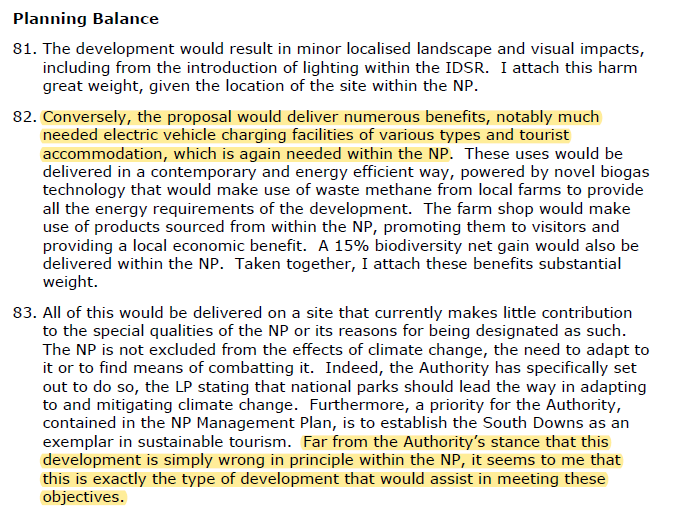 Planning Balance
81. The development would result in minor localised landscape and visual impacts,
including from the introduction of lighting within the IDSR.  I attach this harm
great weight, given the location of the site within the NP.
82. Conversely, the proposal would deliver numerous benefits, notably much
needed electric vehicle charging facilities of various types and tourist
accommodation, which is again needed within the NP.  These uses would be
delivered in a contemporary and energy efficient way, powered by novel biogas
technology that would make use of waste methane from local farms to provide
all the energy requirements of the development.  The farm shop would make
use of products sourced from within the NP, promoting them to visitors and
providing a local economic benefit.  A 15% biodiversity net gain would also be
delivered within the NP.  Taken together, I attach these benefits substantial
weight.
83. All of this would be delivered on a site that currently makes little contribution
to the special qualities of the NP or its reasons for being designated as such.
The NP is not excluded from the effects of climate change, the need to adapt to
it or to find means of combatting it.  Indeed, the Authority has specifically set
out to do so, the LP stating that national parks should lead the way in adapting
to and mitigating climate change.  Furthermore, a priority for the Authority,
contained in the NP Management Plan, is to establish the South Downs as an
exemplar in sustainable tourism.  Far from the Authority's stance that this
development is simply wrong in principle within the NP, it seems to me that
this is exactly the type of development that would assist in meeting these
objectives.